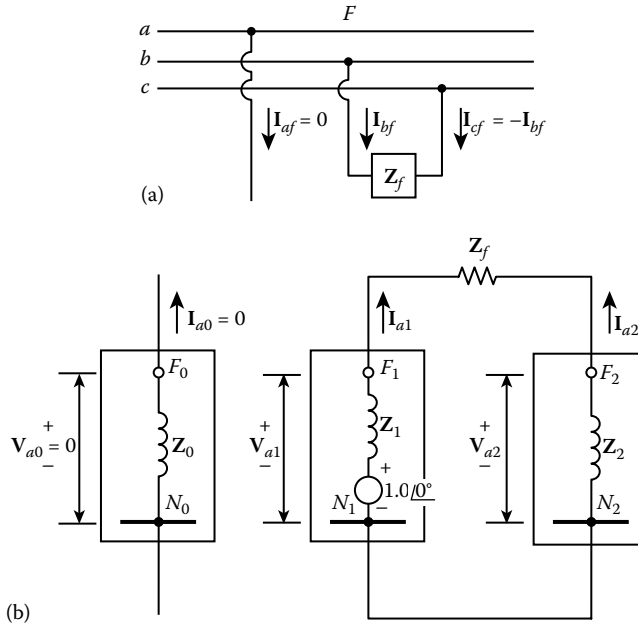 F
a
b
c
I_af = 0
I_bf
I_cf = −I_bf
Z_f
(a)
Z_f
I_a0 = 0
I_a1
I_a2
F_0
F_1
F_2
+
V_a0 = 0
−
Z_0
+
V_a1
−
Z_1
+
1.0/0°
−
+
V_a2
−
Z_2
N_0
N_1
N_2
(b)